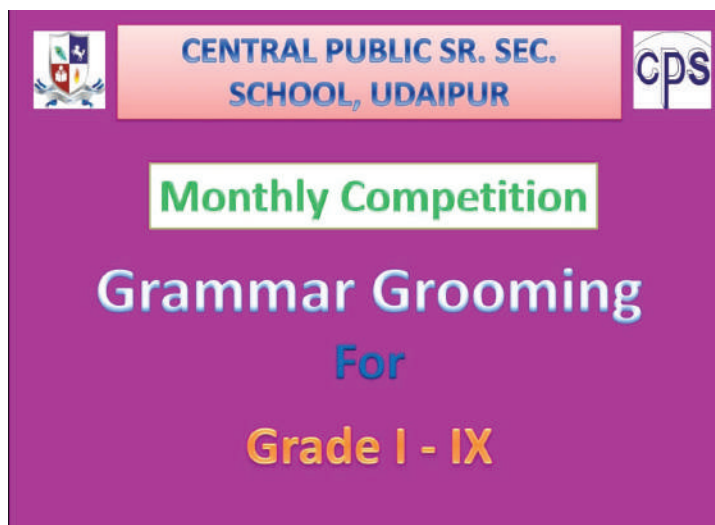 CENTRAL PUBLIC SR. SEC.
SCHOOL, UDAIPUR
CPS
Monthly Competition
Grammar Grooming
For
Grade I - IX